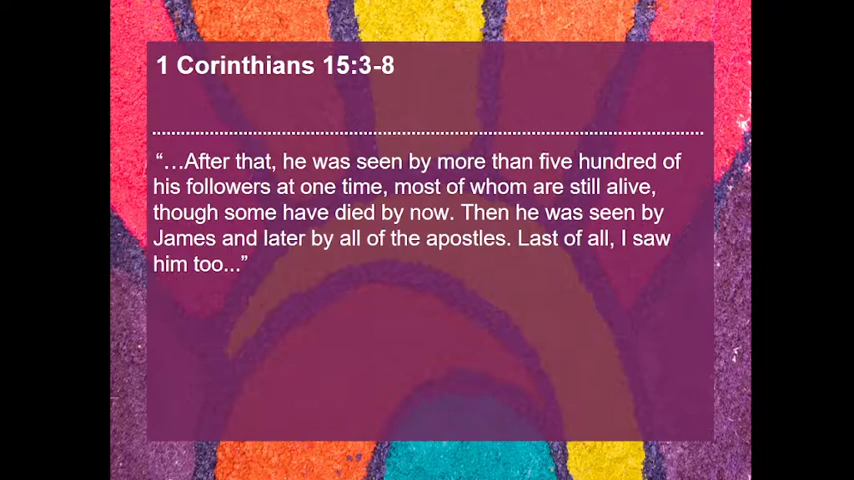 1 Corinthians 15:3-8
“…After that, he was seen by more than five hundred of
his followers at one time, most of whom are still alive,
though some have died by now. Then he was seen by
James and later by all of the apostles. Last of all, I saw
him too...”